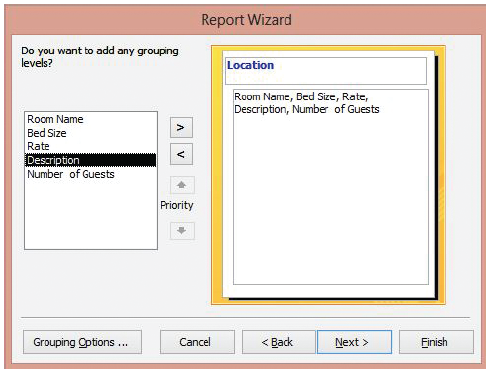 Report Wizard
Do you want to add any grouping
levels?
Room Name
Bed Size
Rate
Description
Number of Guests
>
<
Priority
Location
Room Name, Bed Size, Rate,
Description, Number of Guests
Grouping Options ...
Cancel
< Back
Next >
Finish